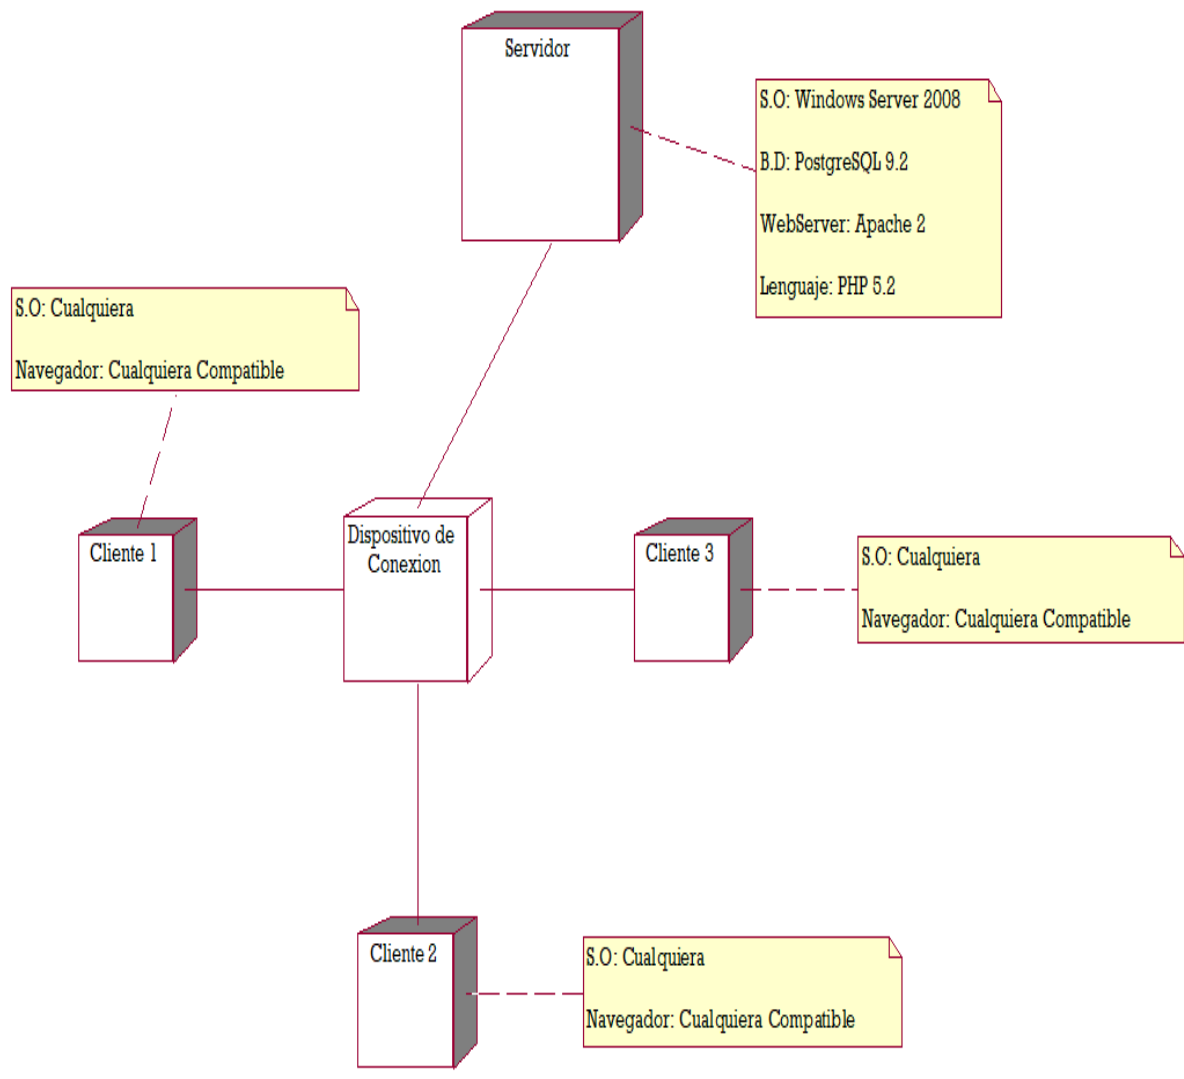 Servidor
S.O: Windows Server 2008
B.D: PostgreSQL 9.2
WebServer: Apache 2
Lenguaje: PHP 5.2
S.O: Cualquiera
Navegador: Cualquiera Compatible
Cliente 1
Dispositivo de
Conexion
Cliente 3
S.O: Cualquiera
Navegador: Cualquiera Compatible
Cliente 2
S.O: Cualquiera
Navegador: Cualquiera Compatible